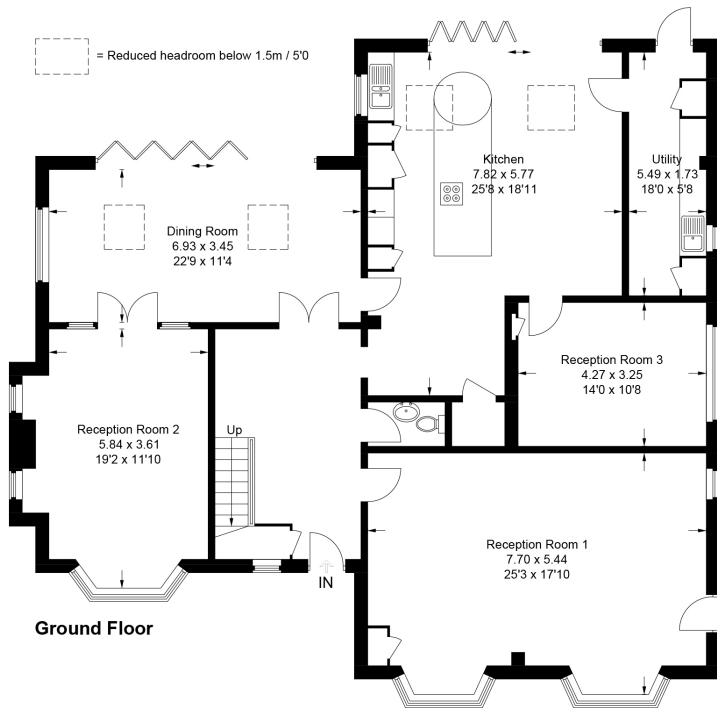 = Reduced headroom below 1.5m / 5'0
Kitchen
7.82 x 5.77
25'8 x 18'11
Utility
5.49 x 1.73
18'0 x 5'8
Dining Room
6.93 x 3.45
22'9 x 11'4
Reception Room 3
4.27 x 3.25
14'0 x 10'8
Reception Room 2
5.84 x 3.61
19'2 x 11'10
Up
Reception Room 1
7.70 x 5.44
25'3 x 17'10
IN
Ground Floor